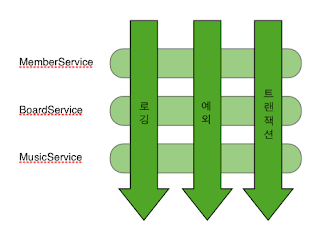 MemberService
BoardService
MusicService
로깅
예외
트랜잭션